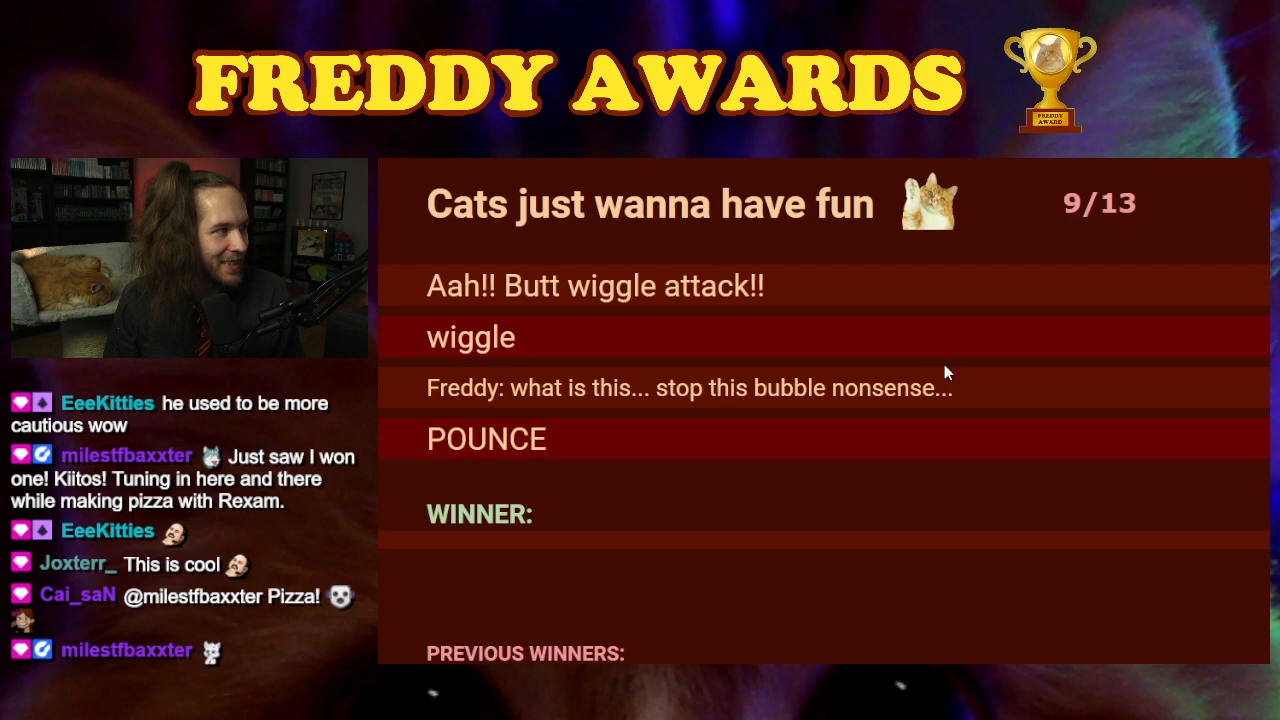 FREDDY AWARDS
FREDDY
AWARD
Cats just wanna have fun
9/13
Aah!! Butt wiggle attack!!
wiggle
Freddy: what is this... stop this bubble nonsense...
POUNCE
WINNER:
PREVIOUS WINNERS:
EeeKitties he used to be more
cautious wow
milestfbaxxter Just saw I won
one! Kiitos! Tuning in here and there
while making pizza with Rexam.
EeeKitties
Joxterr_ This is cool
Cai_saN @milestfbaxxter Pizza!
milestfbaxxter